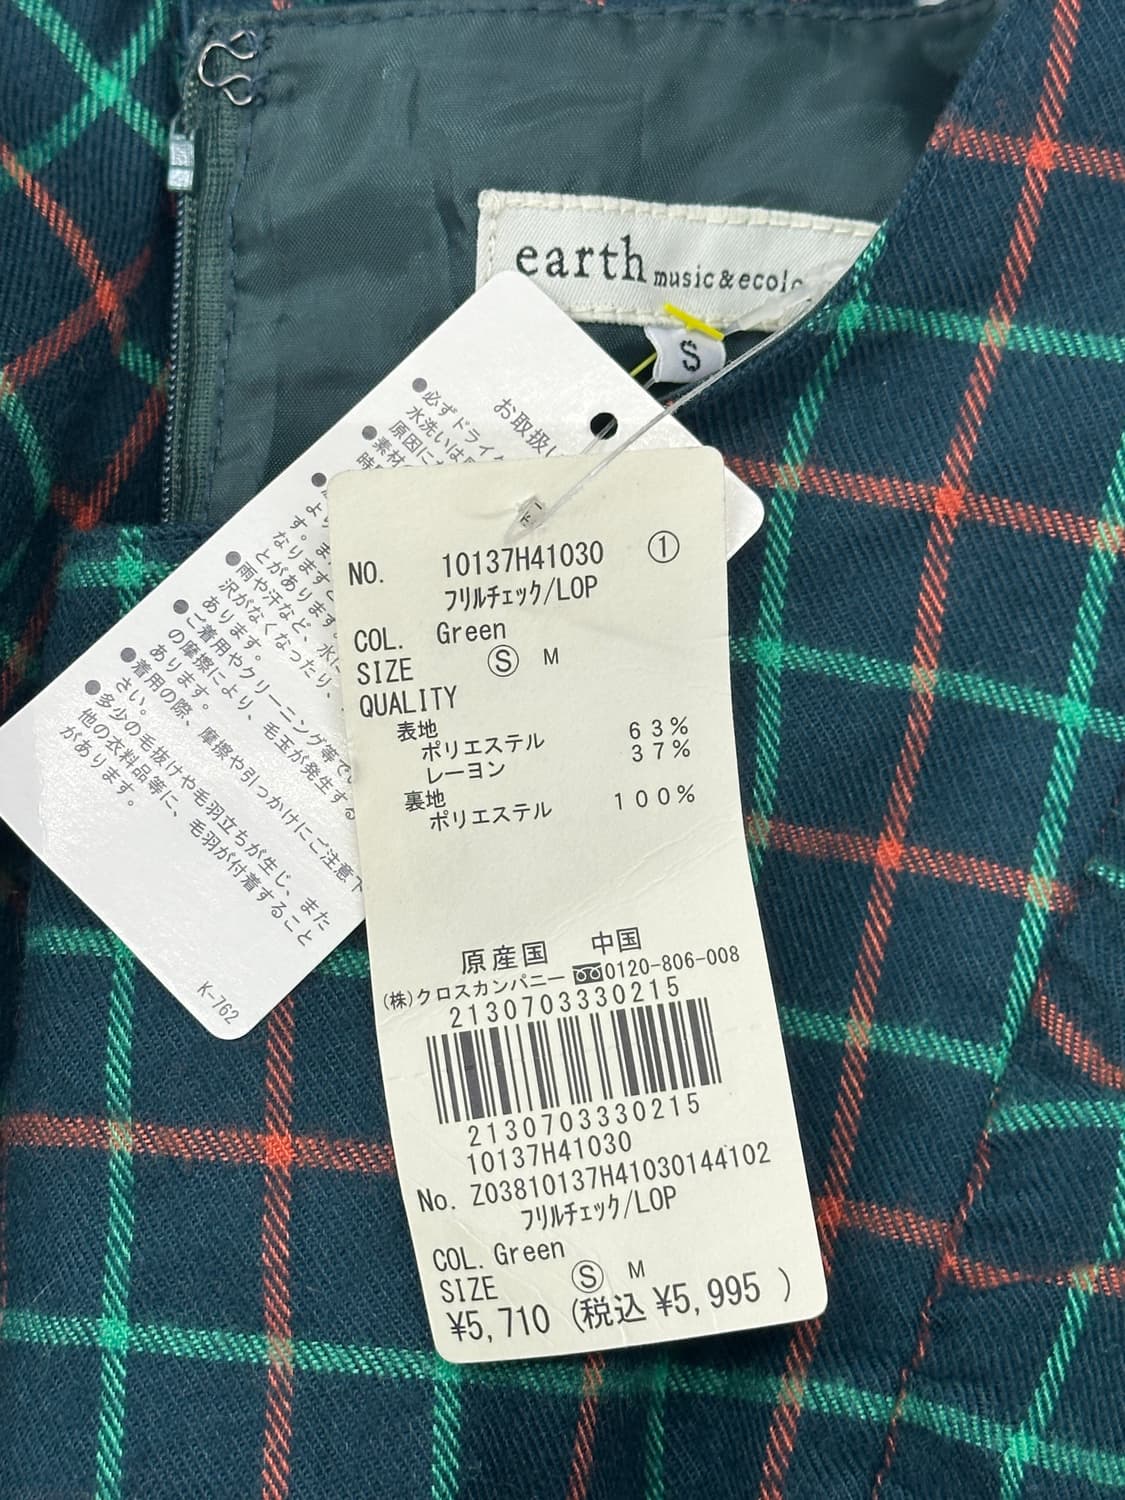 earth music&ecolo
S
お取扱い
●必ずドライク
水洗いは
原因に
●素材
時間
●
より
す。ま
なりますと
とがあります。
●雨や汗など、水に
沢がなくなったり、
あります。
●ご着用やクリーニング等で、
の摩擦により、毛玉が発生する
あります。
●着用の際、摩擦や引っかけにご注意下
さい。
●多少の毛抜けや毛羽立ちが生じ、また
他の衣料品等に、毛羽が付着すること
があります。
K-762
NO. 10137H41030 ①
フリルチェック/LOP
COL. Green
SIZE Ⓢ M
QUALITY
表地
ポリエステル 63%
レーヨン 37%
裏地
ポリエステル 100%
原産国 中国
(株)クロスカンパニー 0120-806-008
2130703330215
2130703330215
10137H41030
No. Z03810137H41030144102
フリルチェック/LOP
COL. Green
SIZE Ⓢ M
¥5,710 (税込 ¥5,995 )